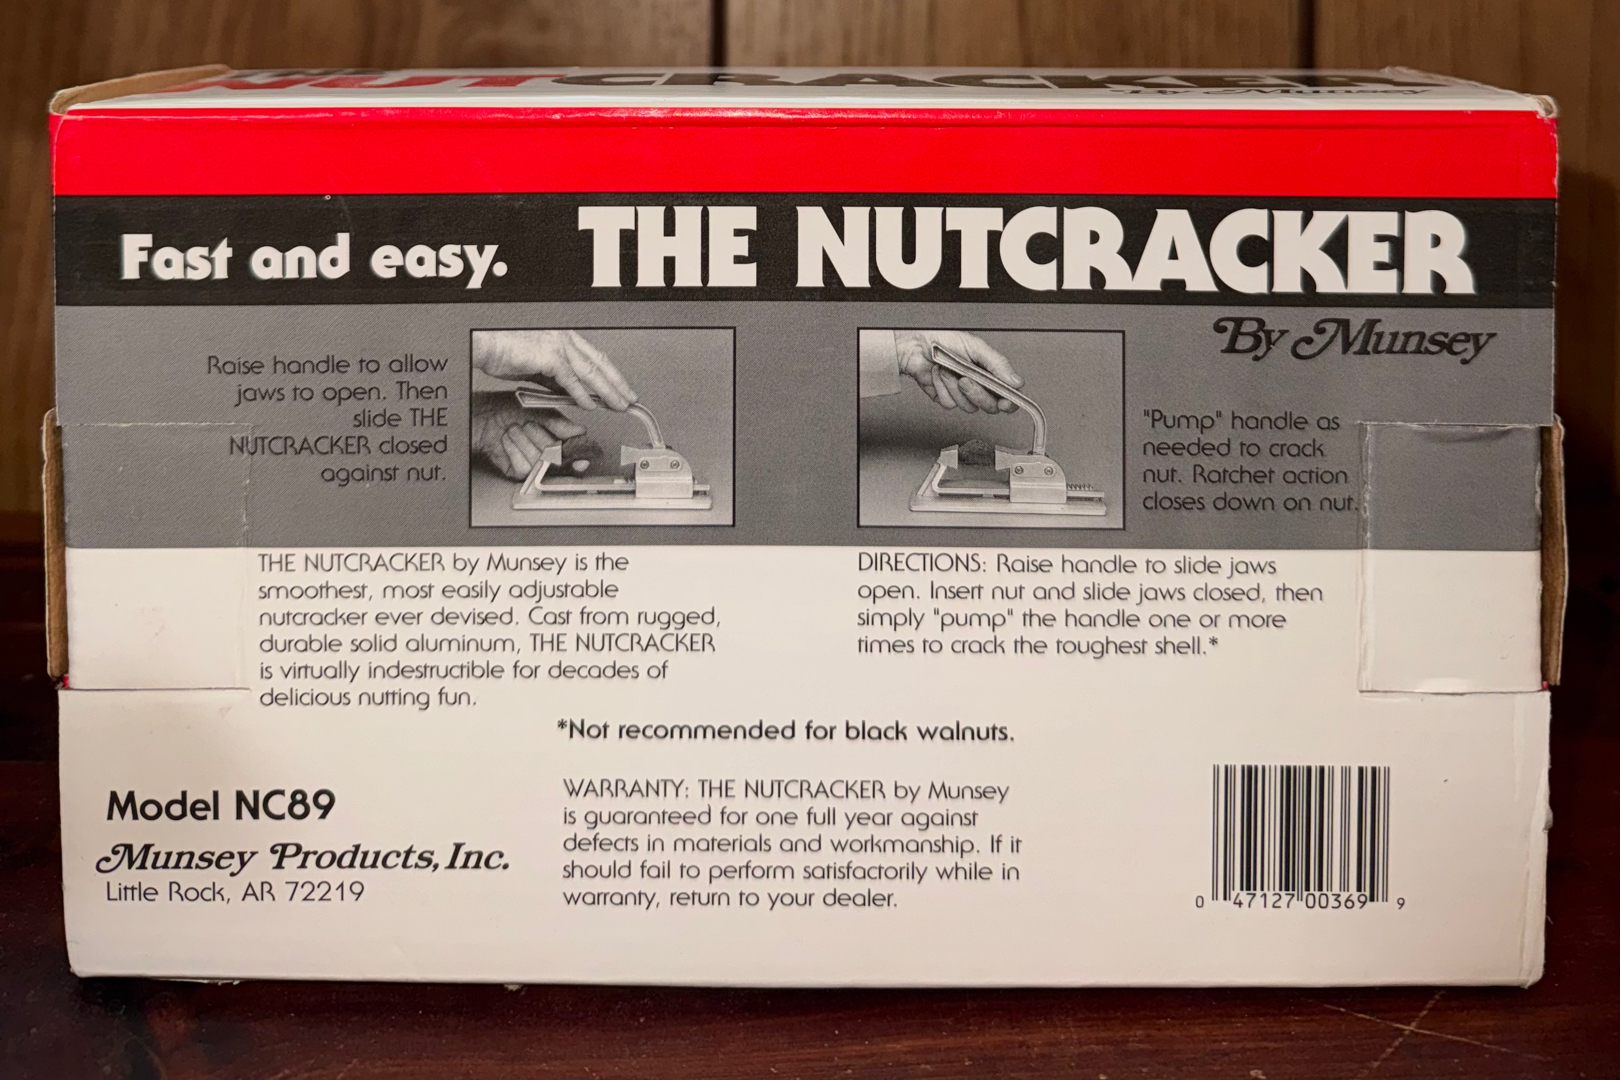 NUTCRACKER
By Munsey
Fast and easy.
THE NUTCRACKER
By Munsey
Raise handle to allow
jaws to open. Then
slide THE
NUTCRACKER closed
against nut.
"Pump" handle as
needed to crack
nut. Ratchet action
closes down on nut.
THE NUTCRACKER by Munsey is the
smoothest, most easily adjustable
nutcracker ever devised. Cast from rugged,
durable solid aluminum, THE NUTCRACKER
is virtually indestructible for decades of
delicious nutting fun.
DIRECTIONS: Raise handle to slide jaws
open. Insert nut and slide jaws closed, then
simply "pump" the handle one or more
times to crack the toughest shell.*
*Not recommended for black walnuts.
Model NC89
Munsey Products, Inc.
Little Rock, AR 72219
WARRANTY: THE NUTCRACKER by Munsey
is guaranteed for one full year against
defects in materials and workmanship. If it
should fail to perform satisfactorily while in
warranty, return to your dealer.
0 47127 00369 9